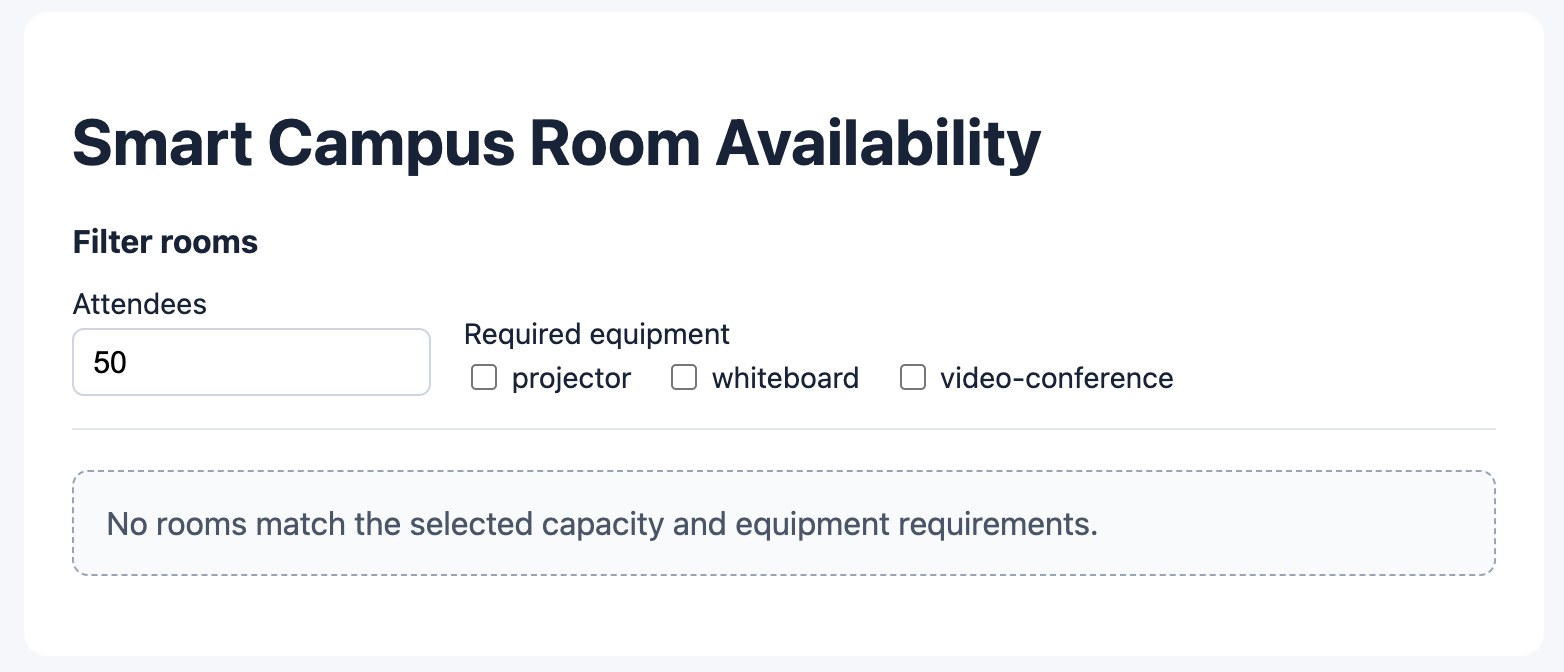 Smart Campus Room Availability
Filter rooms
Attendees
50
Required equipment
projector whiteboard video-conference
No rooms match the selected capacity and equipment requirements.